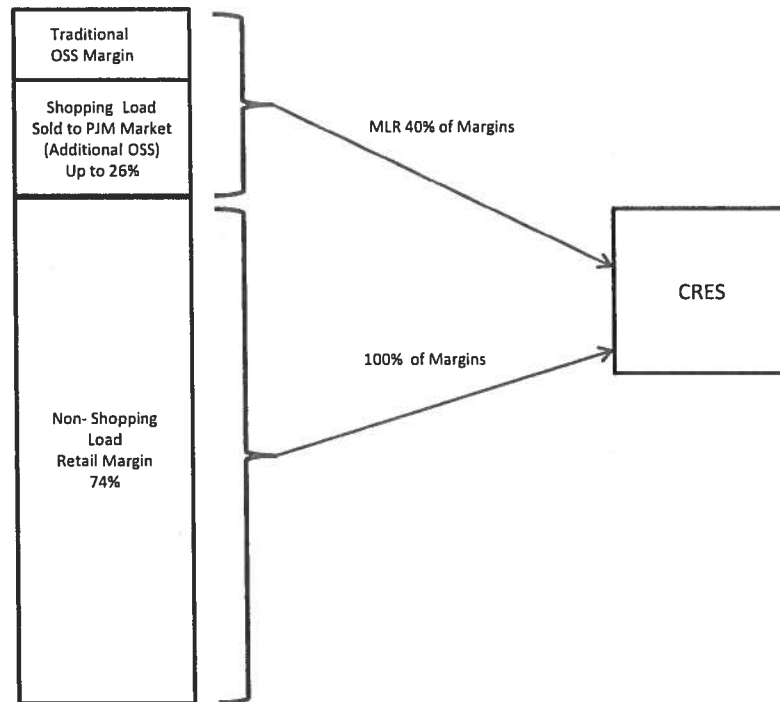 Traditional
OSS Margin
Shopping Load
Sold to PJM Market
(Additional OSS)
Up to 26%
MLR 40% of Margins
CRES
100% of Margins
Non- Shopping
Load
Retail Margin
74%